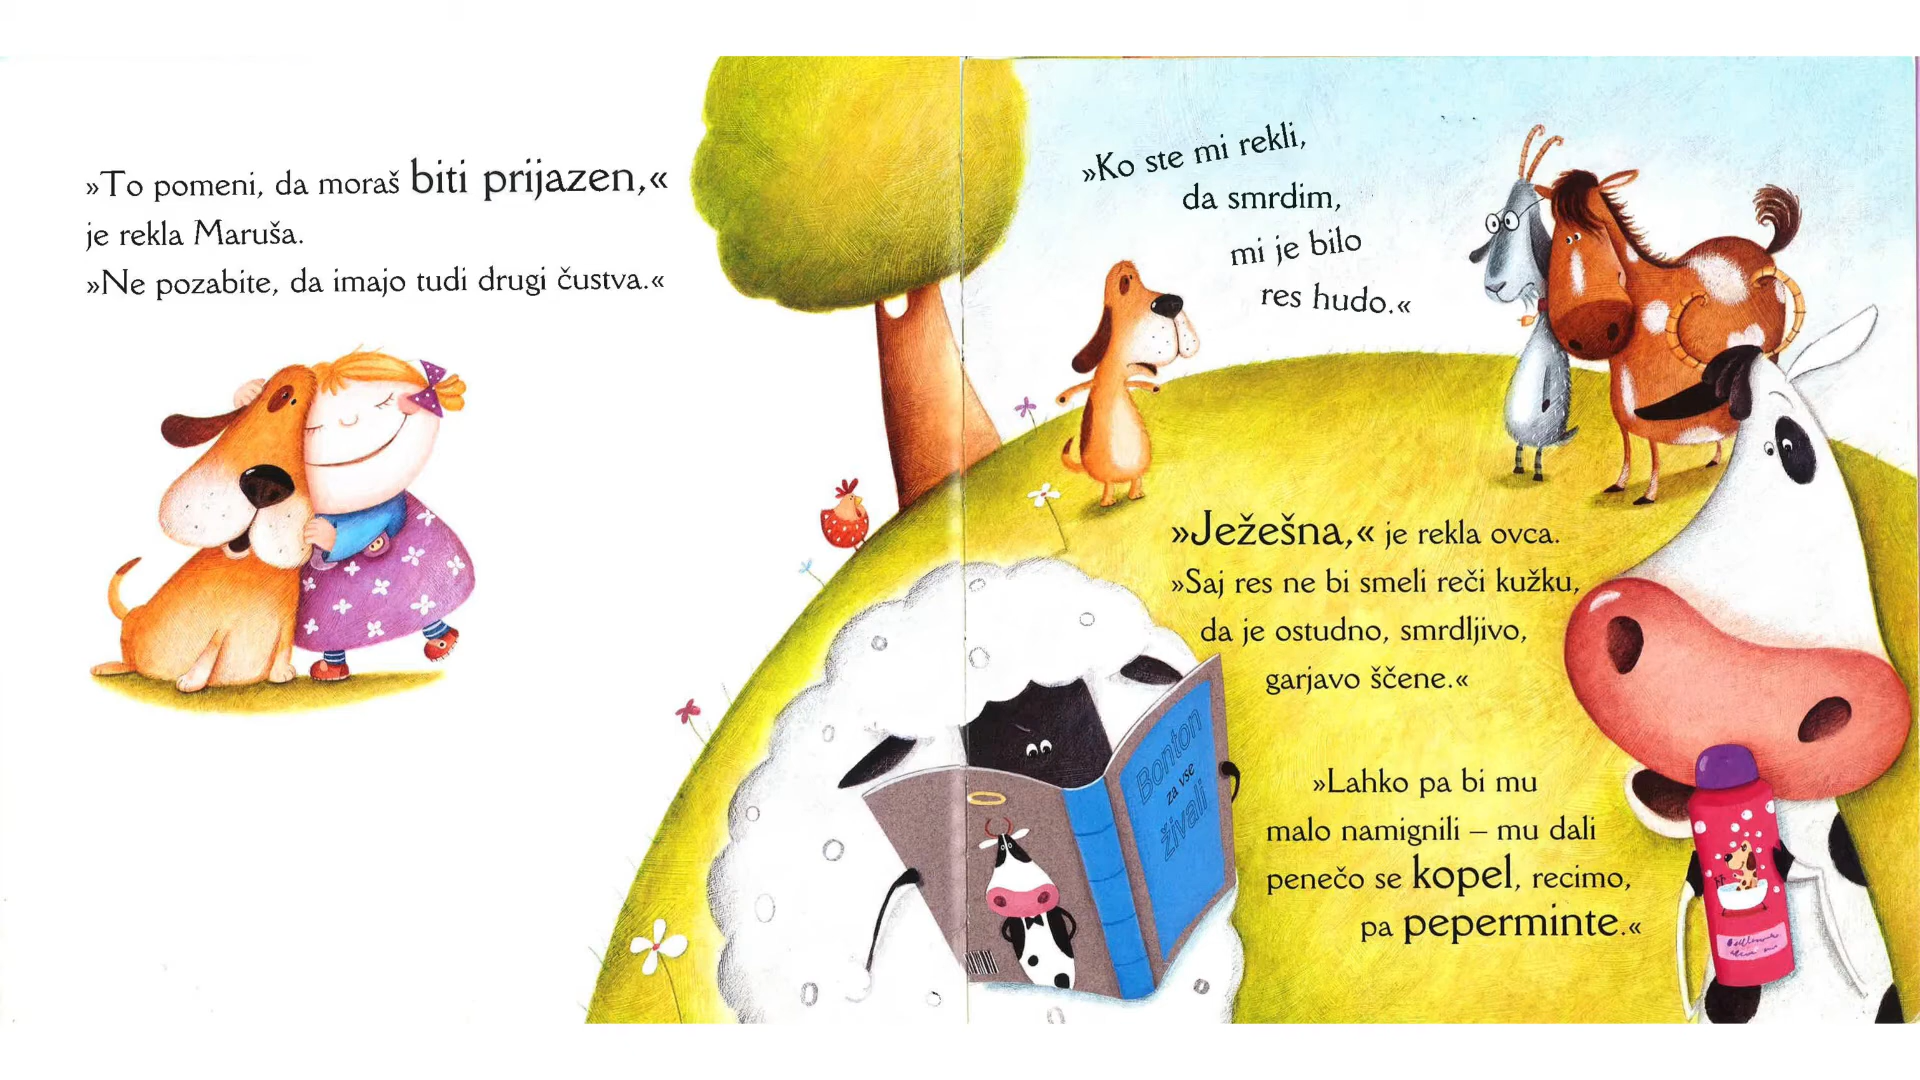 »To pomeni, da moraš biti prijazen,«
je rekla Maruša.
»Ne pozabite, da imajo tudi drugi čustva.«
»Ko ste mi rekli,
da smrdim,
mi je bilo
res hudo.«
»Ježešna,« je rekla ovca.
»Saj res ne bi smeli reči kužku,
da je ostudno, smrdljivo,
garjavo ščene.«
Bonton
za vse
živali
»Lahko pa bi mu
malo namignili – mu dali
penečo se kopel, recimo,
pa peperminte.«